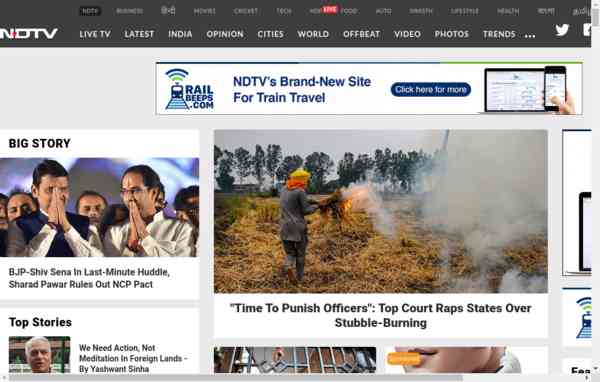 NDTV BUSINESS हिन्दी MOVIES CRICKET TECH HOP LIVE FOOD AUTO SWASTH LIFESTYLE HEALTH বাংলা
NDTV LIVE TV LATEST INDIA OPINION CITIES WORLD OFFBEAT VIDEO PHOTOS TRENDS ...
RAIL
BEEPS
.COM
NDTV's Brand-New Site
For Train Travel
Click here for more
BIG STORY
BJP-Shiv Sena In Last-Minute Huddle,
Sharad Pawar Rules Out NCP Pact
"Time To Punish Officers": Top Court Raps States Over
Stubble-Burning
Top Stories
We Need Action, Not
Meditation In Foreign Lands -
By Yashwant Sinha
Fea